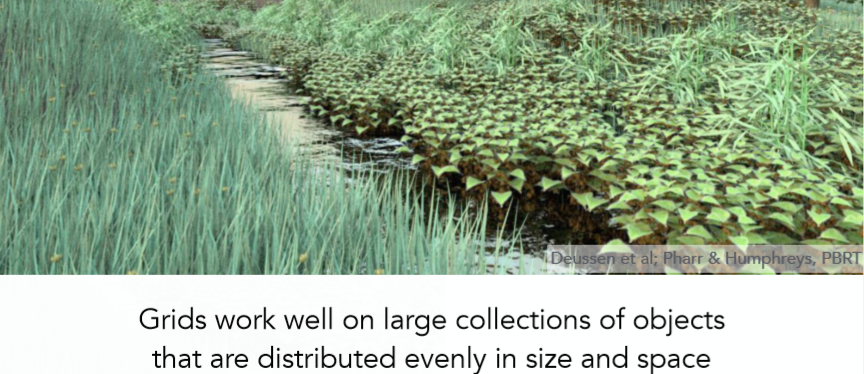 Deussen et al; Pharr & Humphreys, PBRT
Grids work well on large collections of objects
that are distributed evenly in size and space